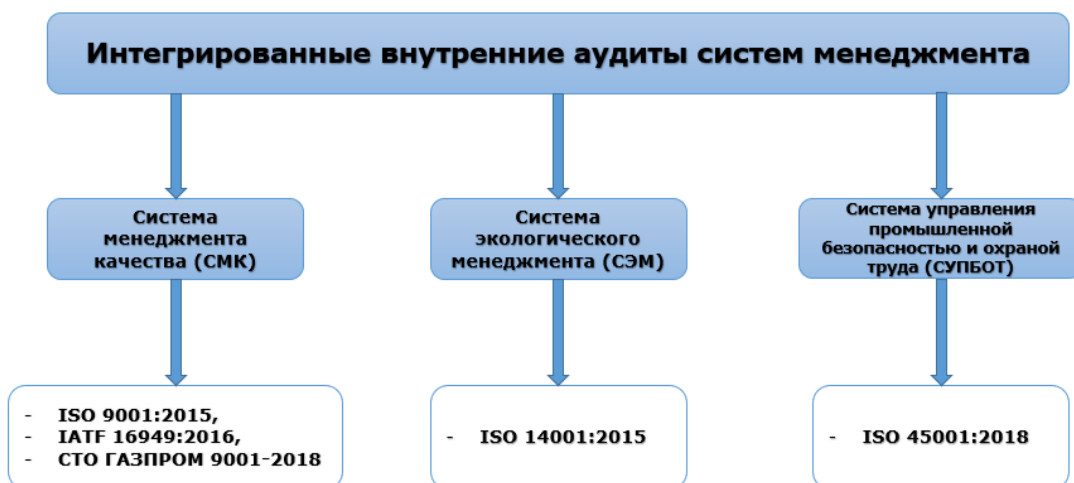 Интегрированные внутренние аудиты систем менеджмента
Система
менеджмента
качества (СМК)
Система
экологического
менеджмента (СЭМ)
Система управления
промышленной
безопасностью и охраной
труда (СУПБОТ)
- ISO 9001:2015,
- IATF 16949:2016,
- СТО ГАЗПРОМ 9001-2018
- ISO 14001:2015
- ISO 45001:2018